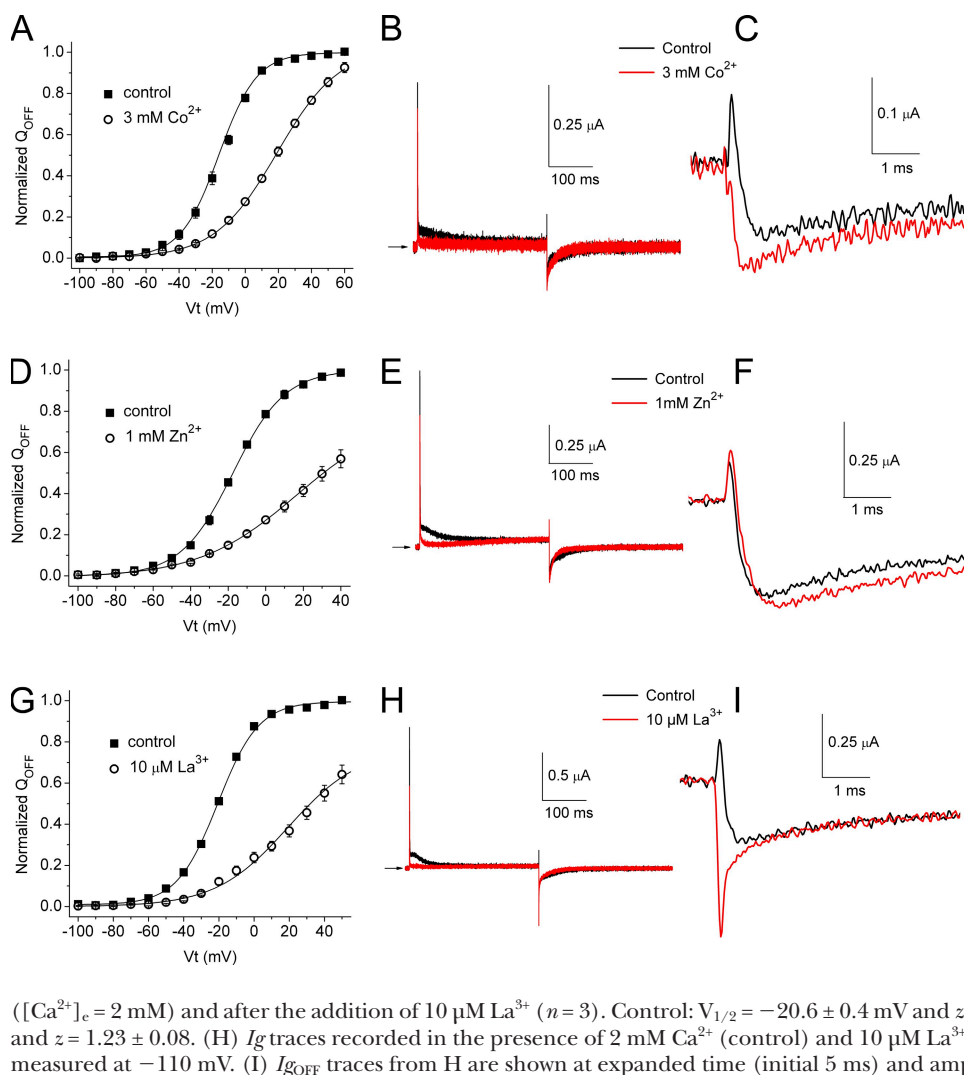 A
B
C
Normalized Q_OFF
1.0
0.8
0.6
0.4
0.2
0.0
control
3 mM Co²⁺
-100 -80 -60 -40 -20 0 20 40 60
Vt (mV)
Control
3 mM Co²⁺
0.25 µA
100 ms
0.1 µA
1 ms
D
E
F
Normalized Q_OFF
1.0
0.8
0.6
0.4
0.2
0.0
control
1 mM Zn²⁺
-100 -80 -60 -40 -20 0 20 40
Vt (mV)
Control
1mM Zn²⁺
0.25 µA
100 ms
0.25 µA
1 ms
G
H
I
Normalized Q_OFF
1.0
0.8
0.6
0.4
0.2
0.0
control
10 µM La³⁺
-100 -80 -60 -40 -20 0 20 40
Vt (mV)
Control
10 µM La³⁺
0.5 µA
100 ms
0.25 µA
1 ms
([Ca²⁺]ₑ = 2 mM) and after the addition of 10 µM La³⁺ (n = 3). Control: V₁/₂ = −20.6 ± 0.4 mV and z
and z = 1.23 ± 0.08. (H) Ig traces recorded in the presence of 2 mM Ca²⁺ (control) and 10 µM La³⁺
measured at −110 mV. (I) Ig_OFF traces from H are shown at expanded time (initial 5 ms) and amp